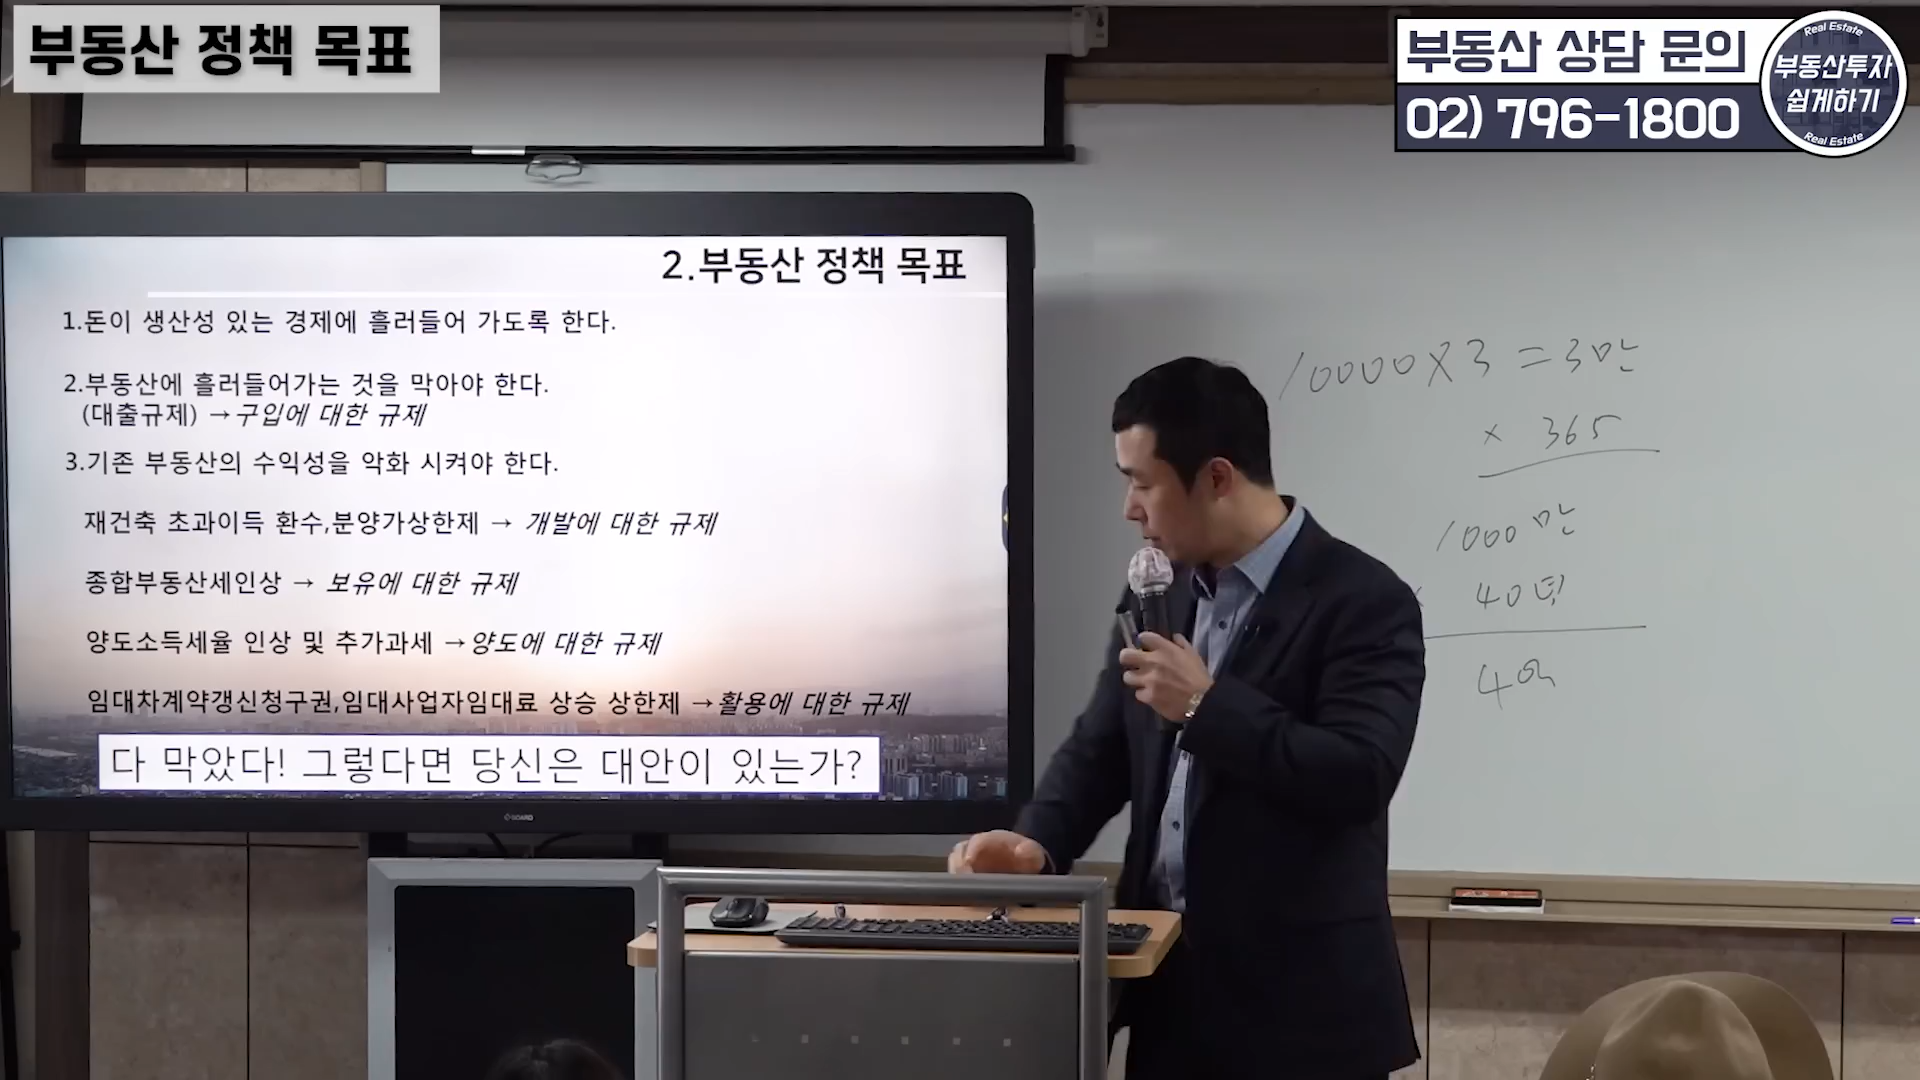 부동산 정책 목표
부동산 상담 문의
02) 796-1800
Real Estate
부동산투자
쉽게하기
Real Estate
2.부동산 정책 목표
1.돈이 생산성 있는 경제에 흘러들어 가도록 한다.
2.부동산에 흘러들어가는 것을 막아야 한다.
(대출규제) →구입에 대한 규제
3.기존 부동산의 수익성을 악화 시켜야 한다.
재건축 초과이득 환수,분양가상한제 → 개발에 대한 규제
종합부동산세인상 → 보유에 대한 규제
양도소득세율 인상 및 추가과세 →양도에 대한 규제
임대차계약갱신청구권,임대사업자임대료 상승 상한제 →활용에 대한 규제
다 막았다! 그렇다면 당신은 대안이 있는가?
10000 X 3 = 3만
x 365
1000만
40년
4억